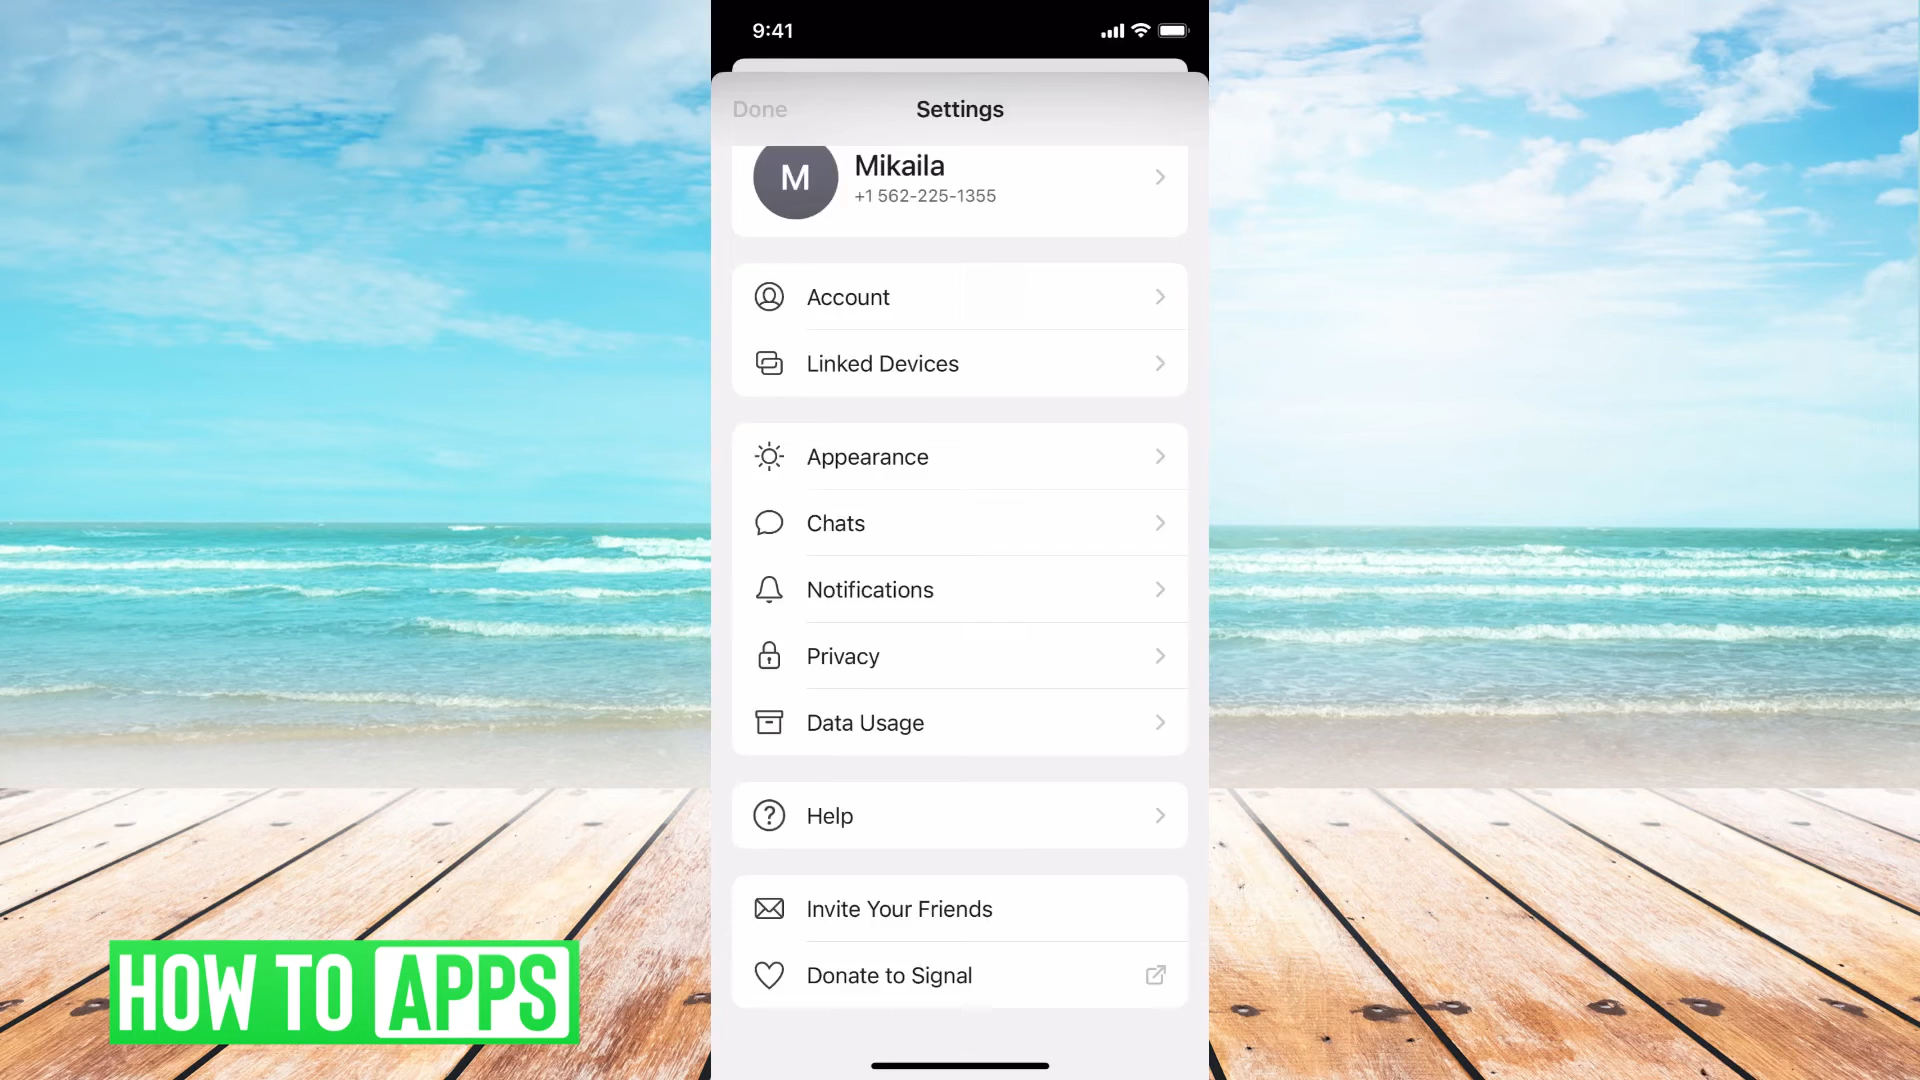 9:41
Done
Settings
M
Mikaila
+1 562-225-1355
Account
Linked Devices
Appearance
Chats
Notifications
Privacy
Data Usage
Help
Invite Your Friends
Donate to Signal
HOW TO APPS